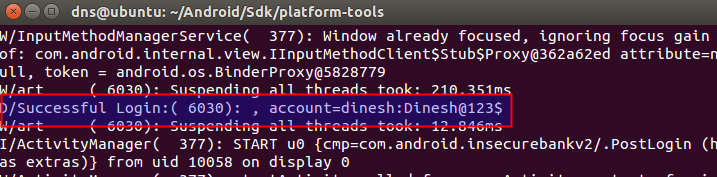 dns@ubuntu: ~/Android/Sdk/platform-tools
W/InputMethodManagerService(  377): Window already focused, ignoring focus gain
of: com.android.internal.view.IInputMethodClient$Stub$Proxy@362a62ed attribute=n
ull, token = android.os.BinderProxy@5828779
W/art     ( 6030): Suspending all threads took: 210.351ms
D/Successful Login:( 6030): , account=dinesh:Dinesh@123$
W/art     ( 6030): Suspending all threads took: 12.846ms
I/ActivityManager(  377): START u0 {cmp=com.android.insecurebankv2/.PostLogin (h
as extras)} from uid 10058 on display 0